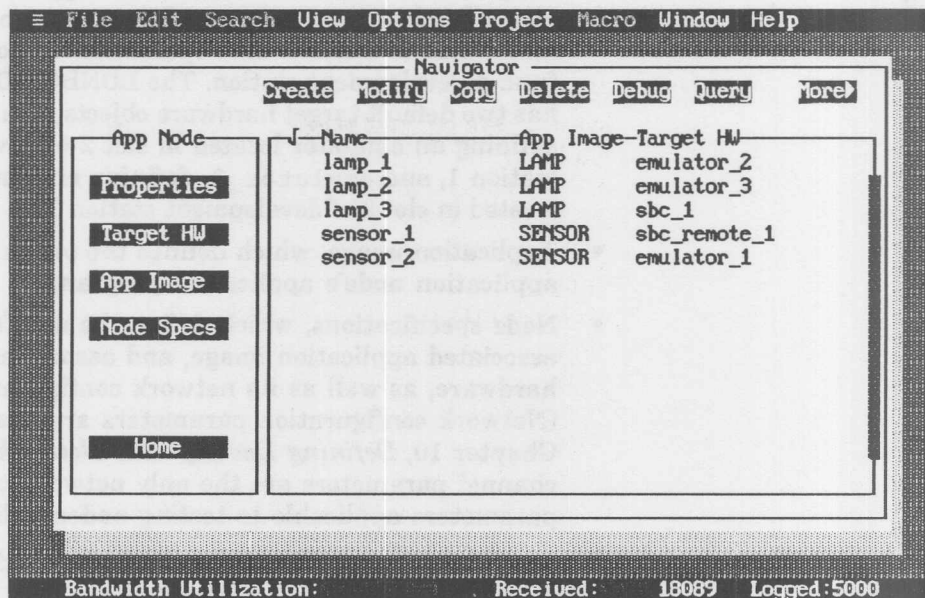 ≡ File Edit Search View Options Project Macro Window Help
Navigator
Create Modify Copy Delete Debug Query More▶
App Node
[ Name App Image Target HW
lamp_1 LAMP emulator_2
Properties
lamp_2 LAMP emulator_3
lamp_3 LAMP sbc_1
Target HW
sensor_1 SENSOR sbc_remote_1
sensor_2 SENSOR emulator_1
App Image
Node Specs
Home
Bandwidth Utilization: Received: 18089 Logged:5000